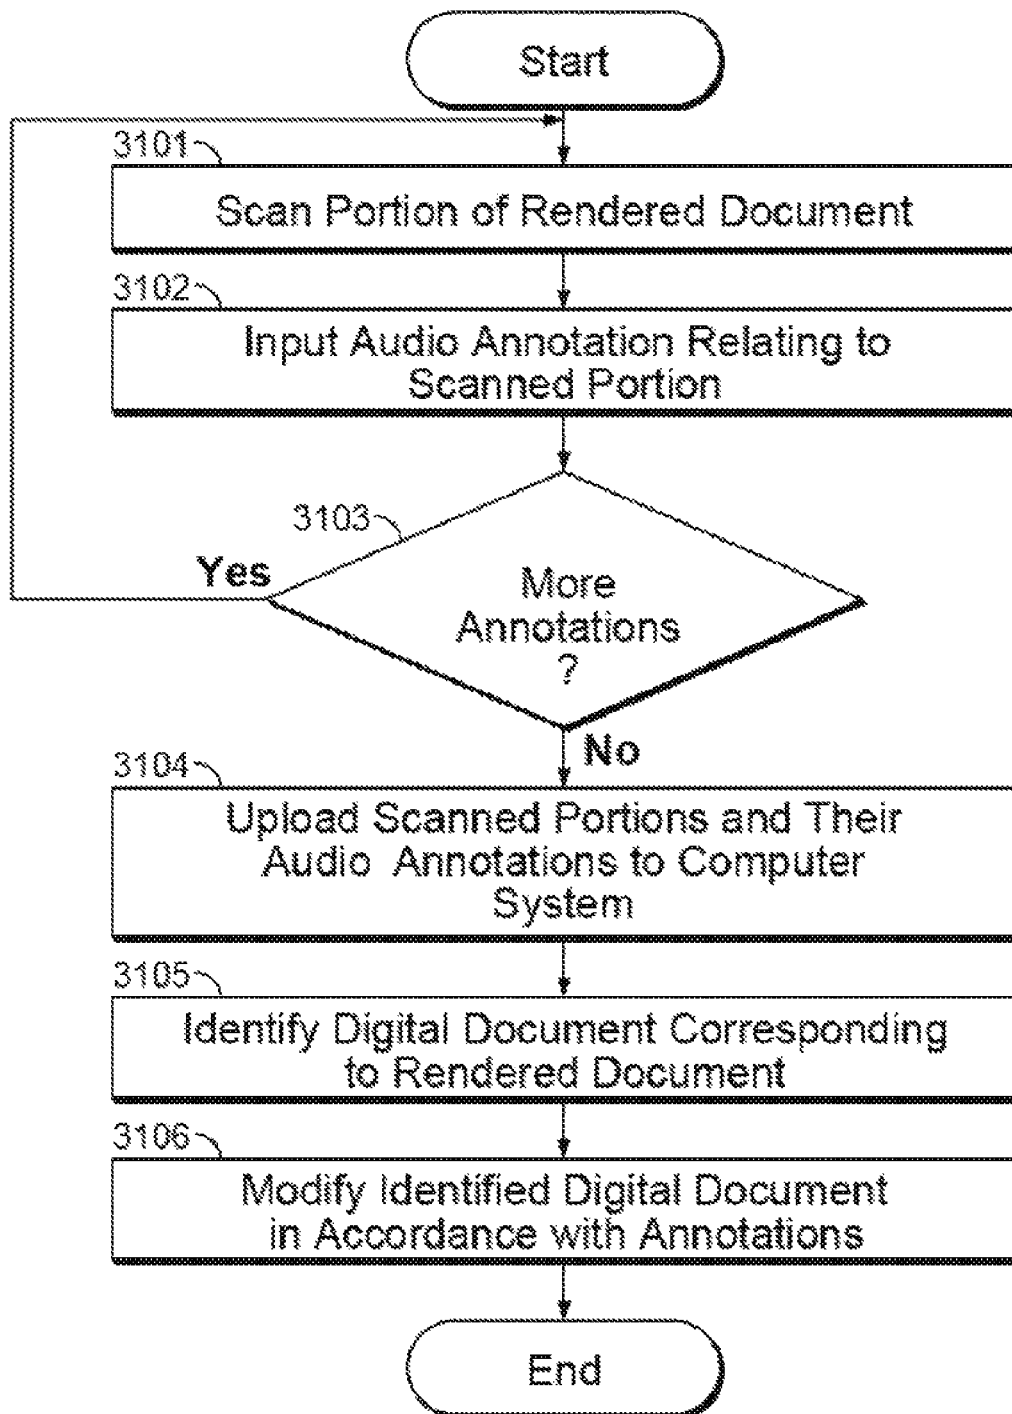 Start
3101
Scan Portion of Rendered Document
3102
Input Audio Annotation Relating to
Scanned Portion
3103
Yes
More
Annotations
?
No
3104
Upload Scanned Portions and Their
Audio Annotations to Computer
System
3105
Identify Digital Document Corresponding
to Rendered Document
3106
Modify Identified Digital Document
in Accordance with Annotations
End